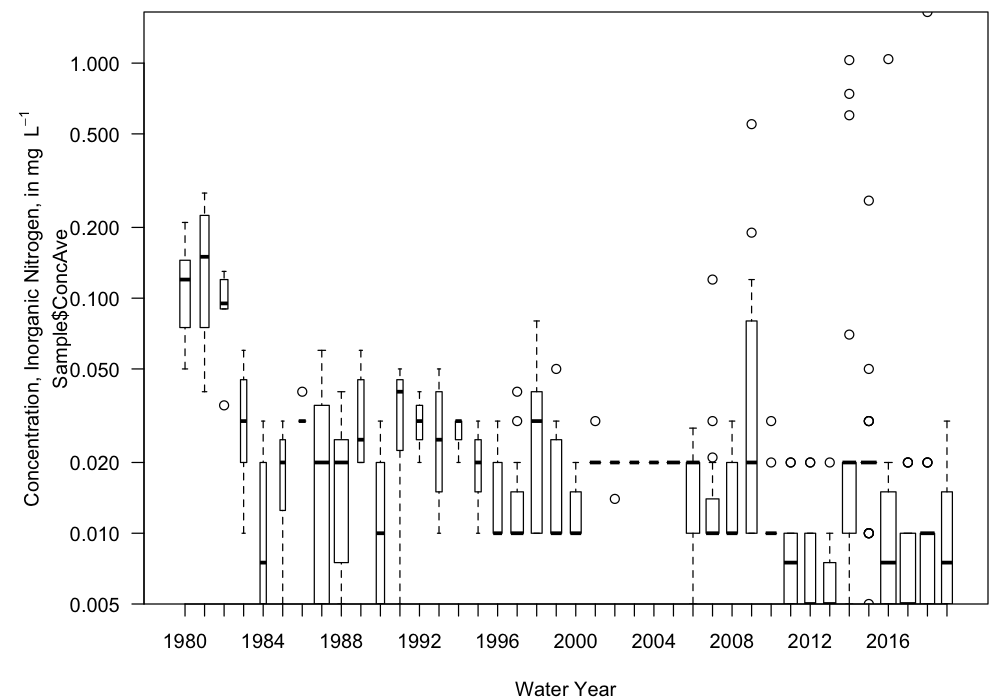 Concentration, Inorganic Nitrogen, in mg L⁻¹
Sample$ConcAve
1.000
0.500
0.200
0.100
0.050
0.020
0.010
0.005
1980 1984 1988 1992 1996 2000 2004 2008 2012 2016
Water Year